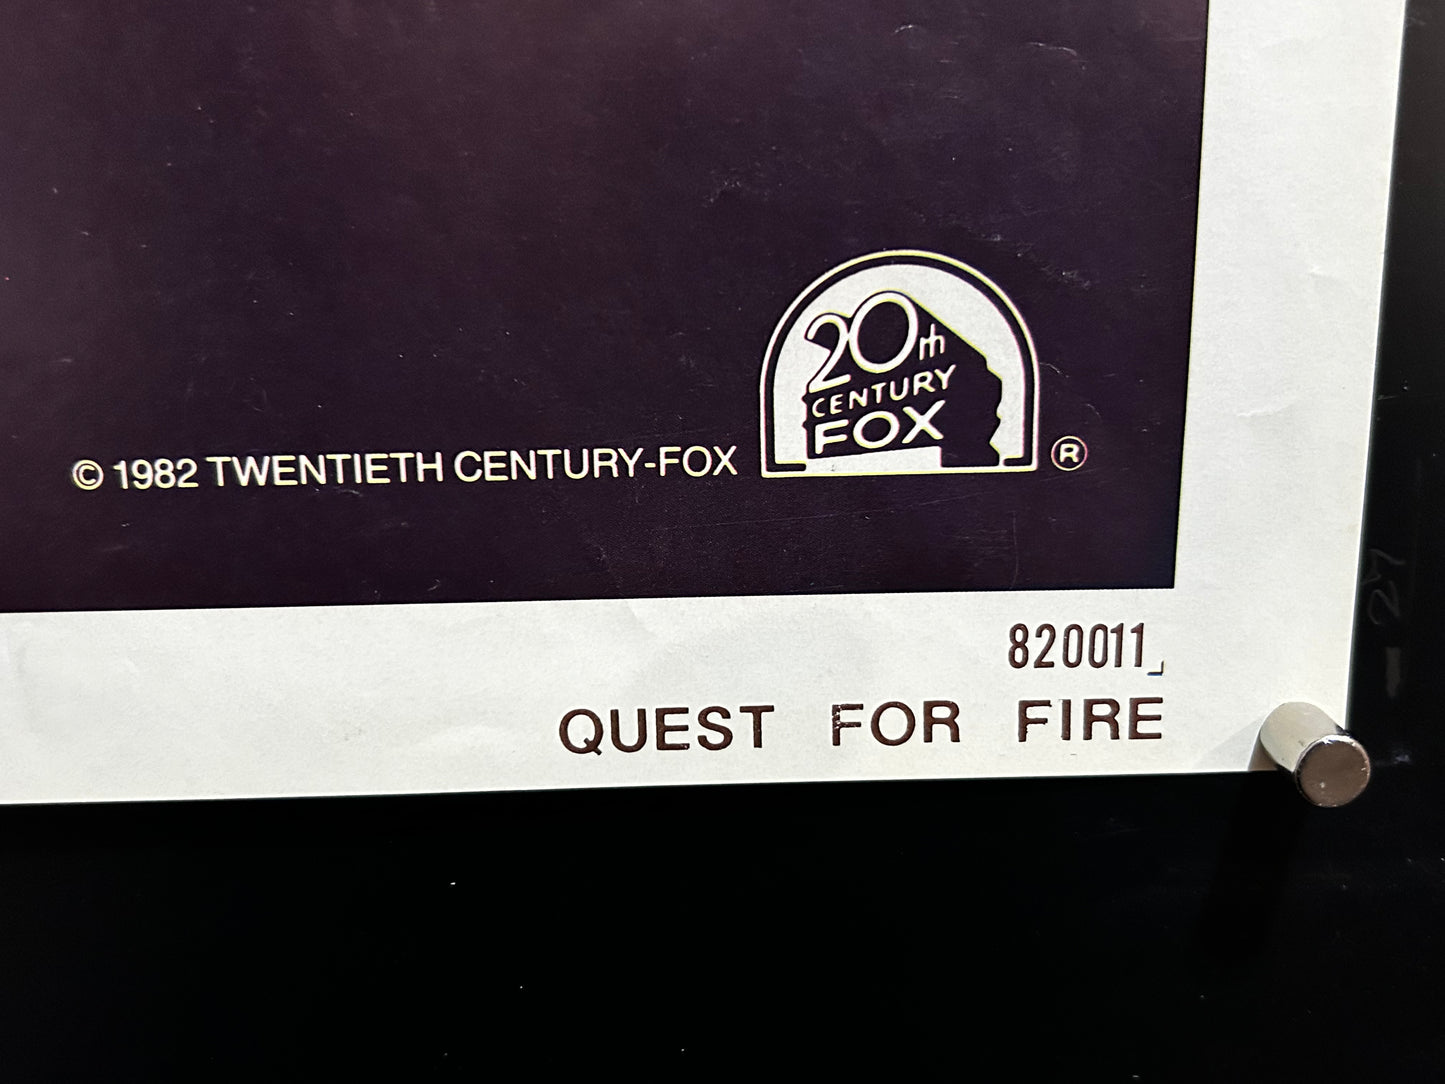 20th
CENTURY
FOX
© 1982 TWENTIETH CENTURY-FOX ®
820011
QUEST FOR FIRE